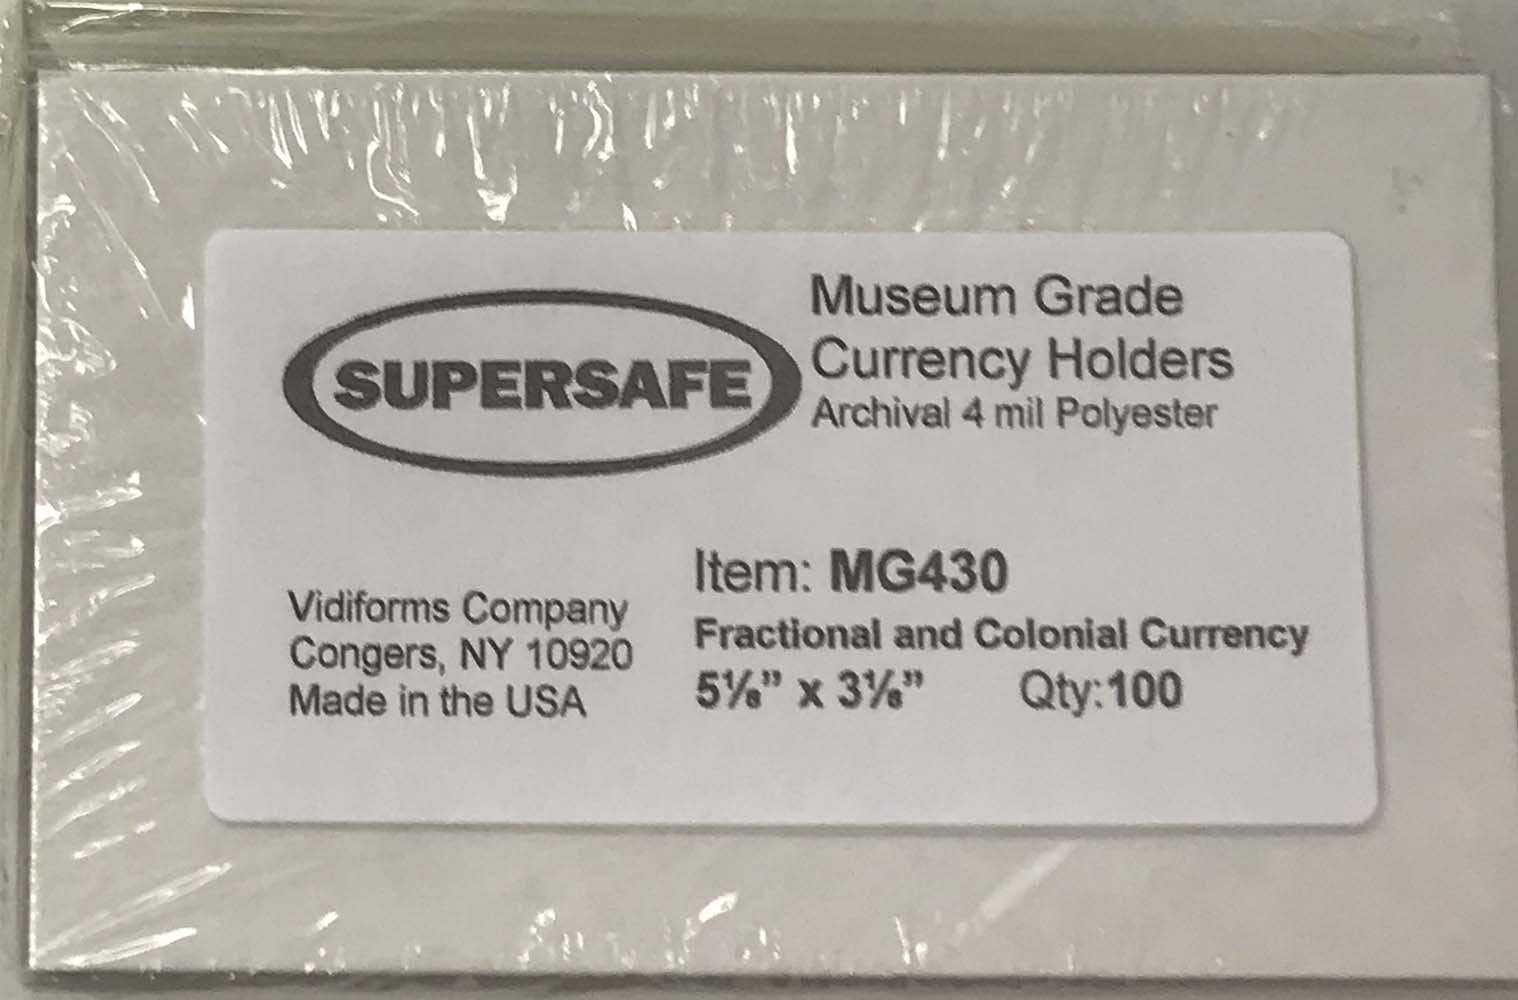 SUPERSAFE
Museum Grade
Currency Holders
Archival 4 mil Polyester
Item: MG430
Fractional and Colonial Currency
5⅛” x 3⅛” Qty:100
Vidiforms Company
Congers, NY 10920
Made in the USA